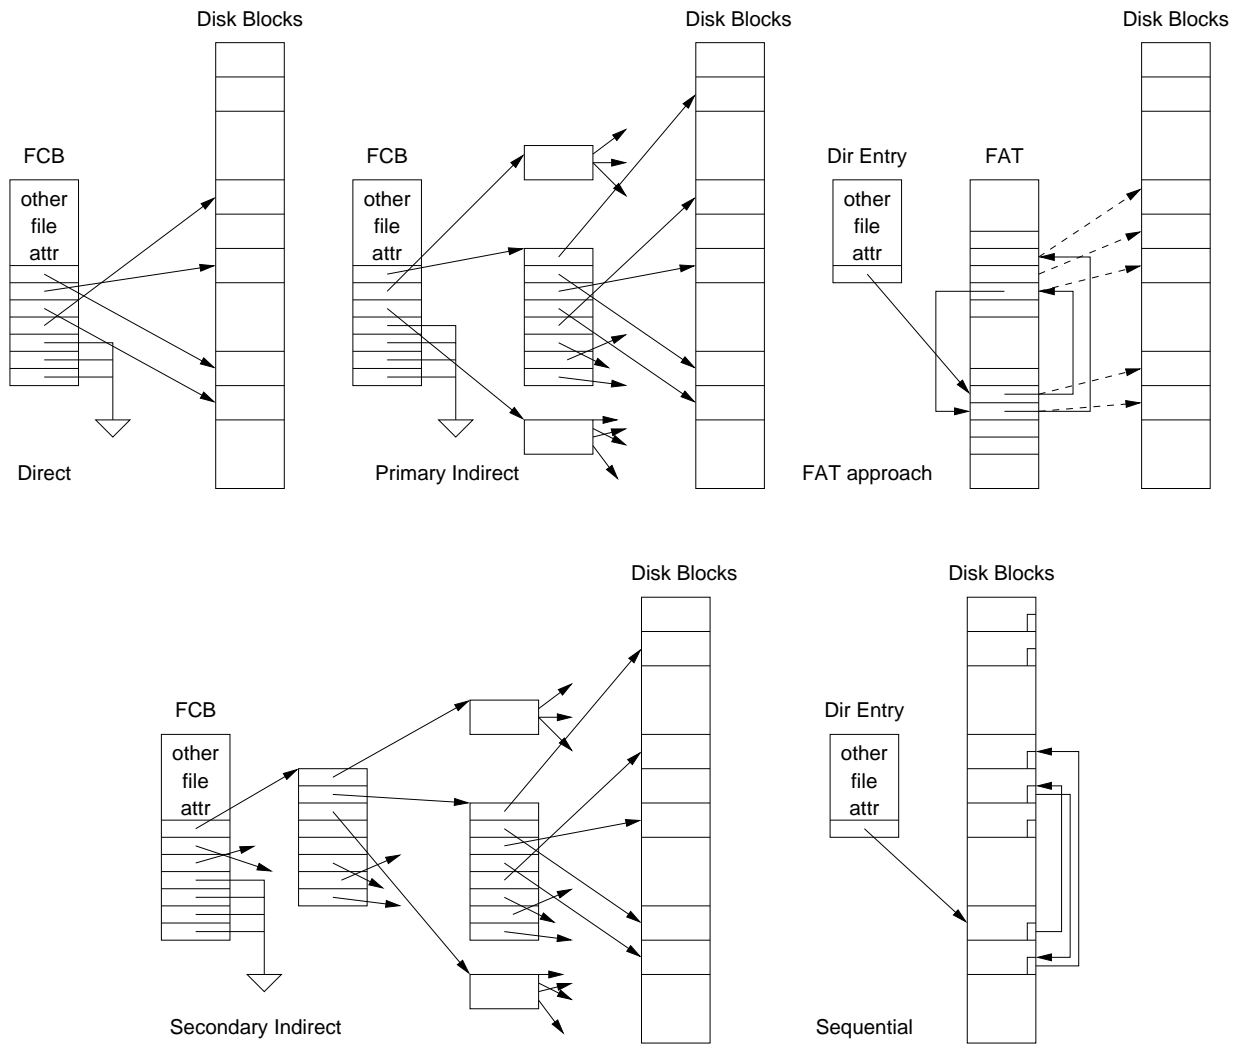 Disk Blocks
Disk Blocks
Disk Blocks
FCB
other
file
attr
Direct
FCB
other
file
attr
Primary Indirect
Dir Entry
other
file
attr
FAT
FAT approach
Disk Blocks
Disk Blocks
FCB
other
file
attr
Secondary Indirect
Dir Entry
other
file
attr
Sequential